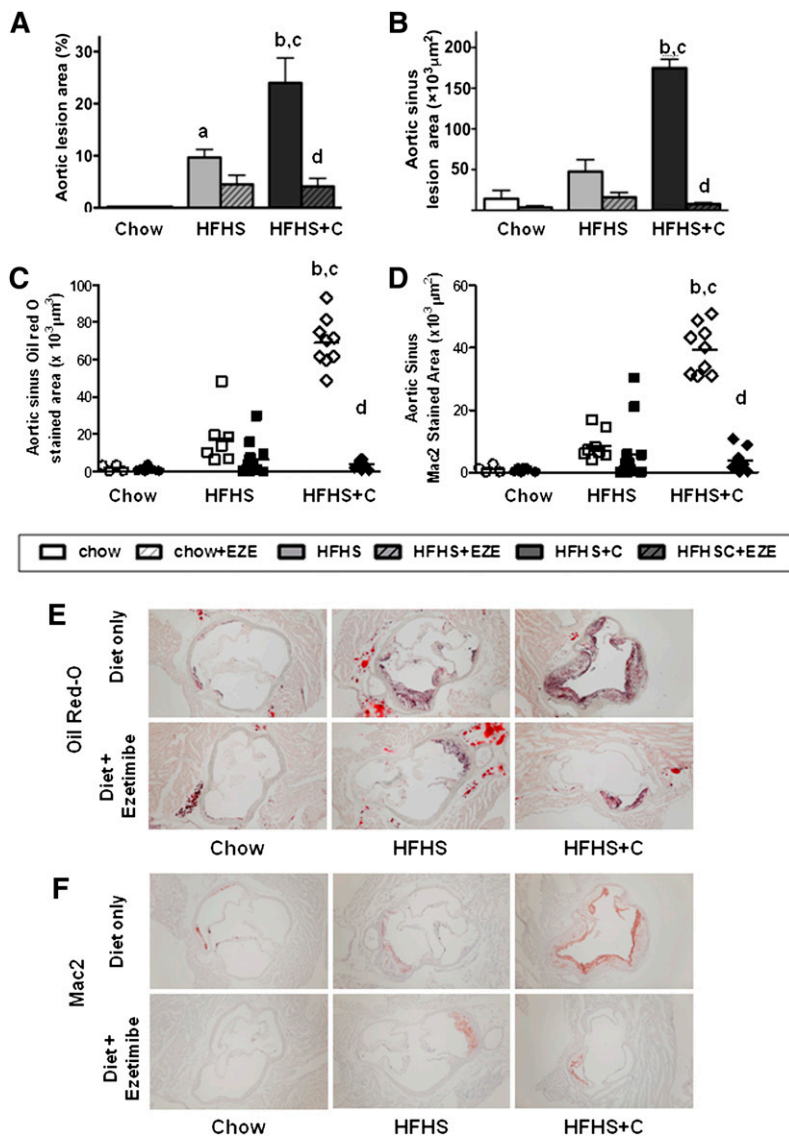 A
Aortic lesion area (%)
30
20
10
0
a
b,c
d
Chow HFHS HFHS+C
B
Aortic sinus
lesion area (×10³µm²)
200
150
100
50
b,c
d
Chow HFHS HFHS+C
C
Aortic sinus Oil red O
stained area (x 10³µm³)
100
80
60
40
20
0
b,c
d
Chow HFHS HFHS+C
D
Aortic Sinus
Mac2 Stained Area (×10³µm²)
60
40
20
0
b,c
d
Chow HFHS HFHS+C
chow chow+EZE HFHS HFHS+EZE HFHS+C HFHSC+EZE
E
Oil Red-O
Diet only
Diet +
Ezetimibe
Chow HFHS HFHS+C
F
Mac2
Diet only
Diet +
Ezetimibe
Chow HFHS HFHS+C